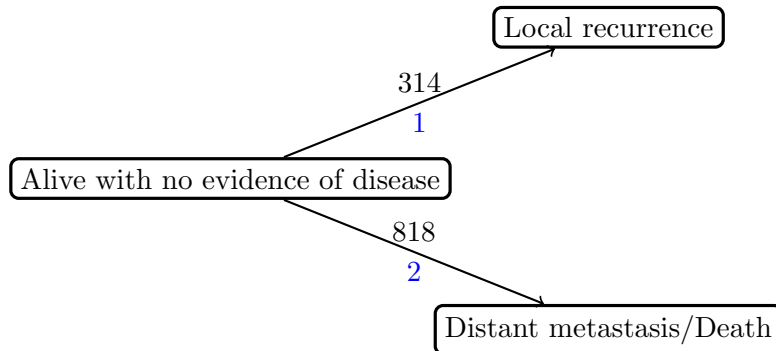 Local recurrence
314
1
Alive with no evidence of disease
818
2
Distant metastasis/Death